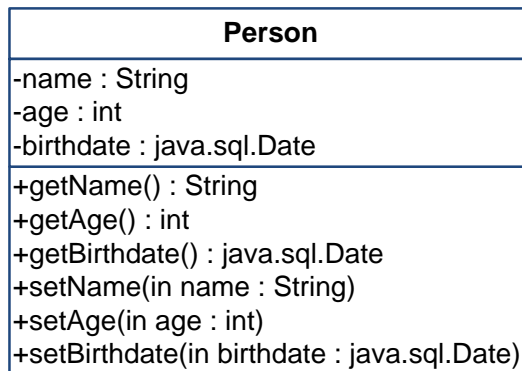 Person
-name : String
-age : int
-birthdate : java.sql.Date
+getName() : String
+getAge() : int
+getBirthdate() : java.sql.Date
+setName(in name : String)
+setAge(in age : int)
+setBirthdate(in birthdate : java.sql.Date)